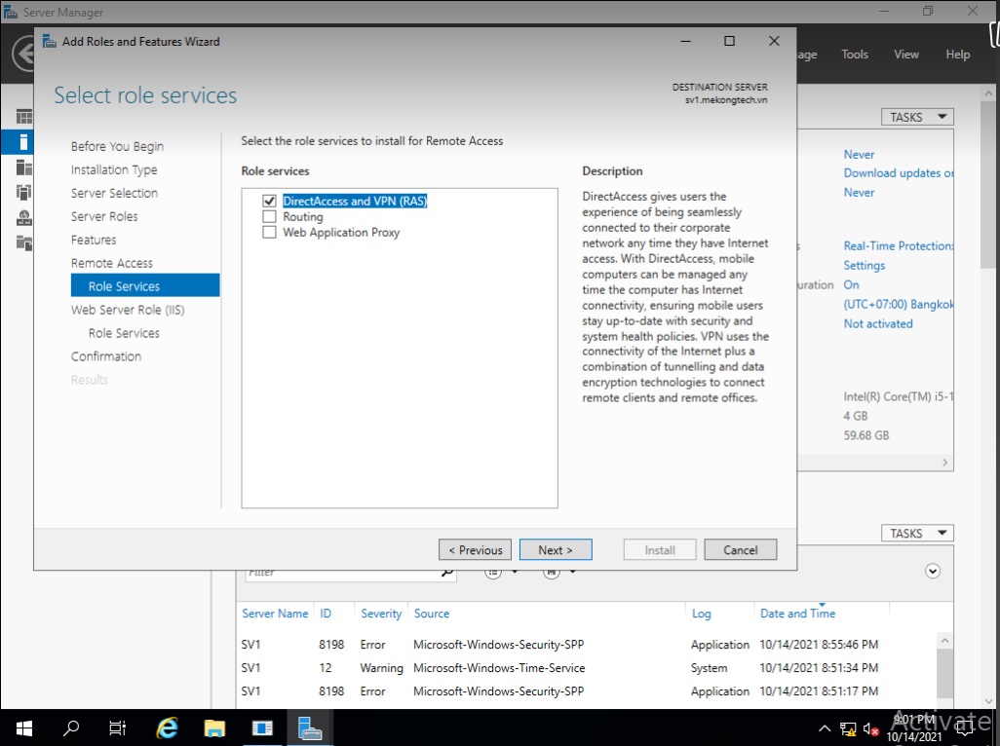 Server Manager
Add Roles and Features Wizard
Tools
View
Help
Select role services
DESTINATION SERVER
sv1.mekongtech.vn
TASKS
Before You Begin
Installation Type
Server Selection
Server Roles
Features
Remote Access
Role Services
Web Server Role (IIS)
Role Services
Confirmation
Results
Select the role services to install for Remote Access
Role services
DirectAccess and VPN (RAS)
Routing
Web Application Proxy
Description
DirectAccess gives users the
experience of being seamlessly
connected to their corporate
network any time they have Internet
access. With DirectAccess, mobile
computers can be managed any
time the computer has Internet
connectivity, ensuring mobile users
stay up-to-date with security and
system health policies. VPN uses the
connectivity of the Internet plus a
combination of tunnelling and data
encryption technologies to connect
remote clients and remote offices.
Never
Download updates
Never
Real-Time Protection:
Settings
On
(UTC+07:00) Bangkok
Not activated
Intel(R) Core(TM) i5-1
4 GB
59.68 GB
< Previous
Next >
Install
Cancel
TASKS
Filter
Server Name ID Severity Source Log Date and Time
SV1 8198 Error Microsoft-Windows-Security-SPP Application 10/14/2021 8:55:46 PM
SV1 12 Warning Microsoft-Windows-Time-Service System 10/14/2021 8:51:34 PM
SV1 8198 Error Microsoft-Windows-Security-SPP Application 10/14/2021 8:51:17 PM
Activate
9:01 PM
10/14/2021